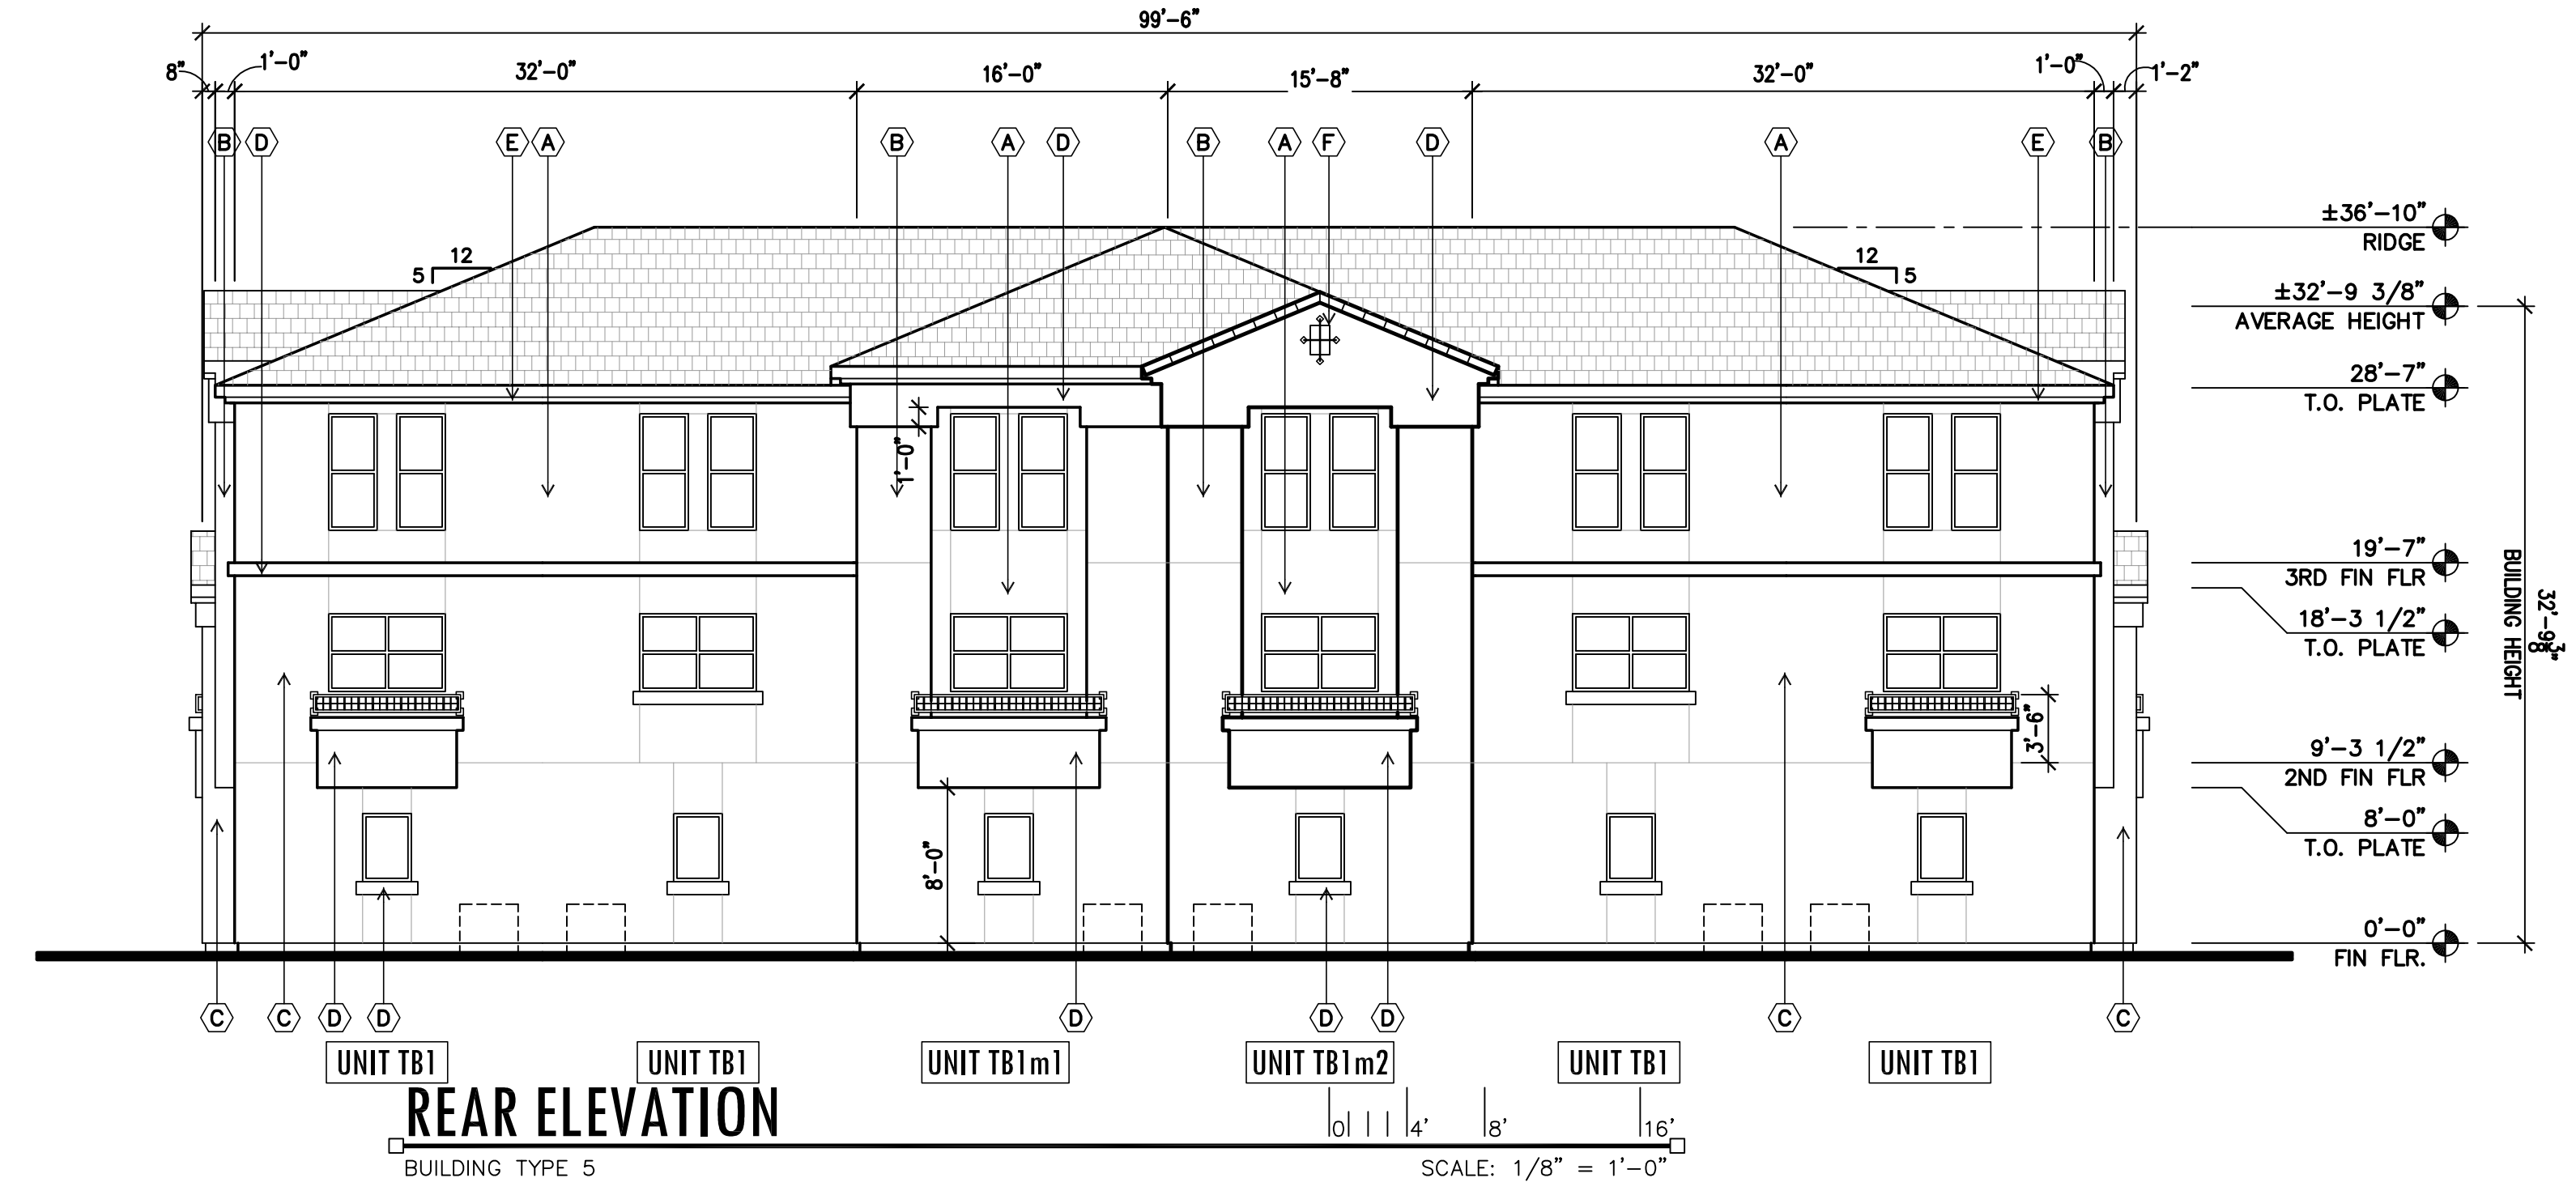 99'-6"
8" 1'-0" 32'-0" 16'-0" 15'-8" 32'-0" 1'-0" 1'-2"
B D E A B A D B A F D A E B
±36'-10"
RIDGE
12
5
12
5
±32'-9 3/8"
AVERAGE HEIGHT
28'-7"
T.O. PLATE
1'-0"
19'-7"
3RD FIN FLR
18'-3 1/2"
T.O. PLATE
BUILDING HEIGHT
32'-9 3/8"
3'-6"
9'-3 1/2"
2ND FIN FLR
8'-0"
T.O. PLATE
8'-0"
0'-0"
FIN FLR.
C C D D D D D C C
UNIT TB1 UNIT TB1 UNIT TB1m1 UNIT TB1m2 UNIT TB1 UNIT TB1
REAR ELEVATION
0 4' 8' 16'
BUILDING TYPE 5
SCALE: 1/8" = 1'-0"